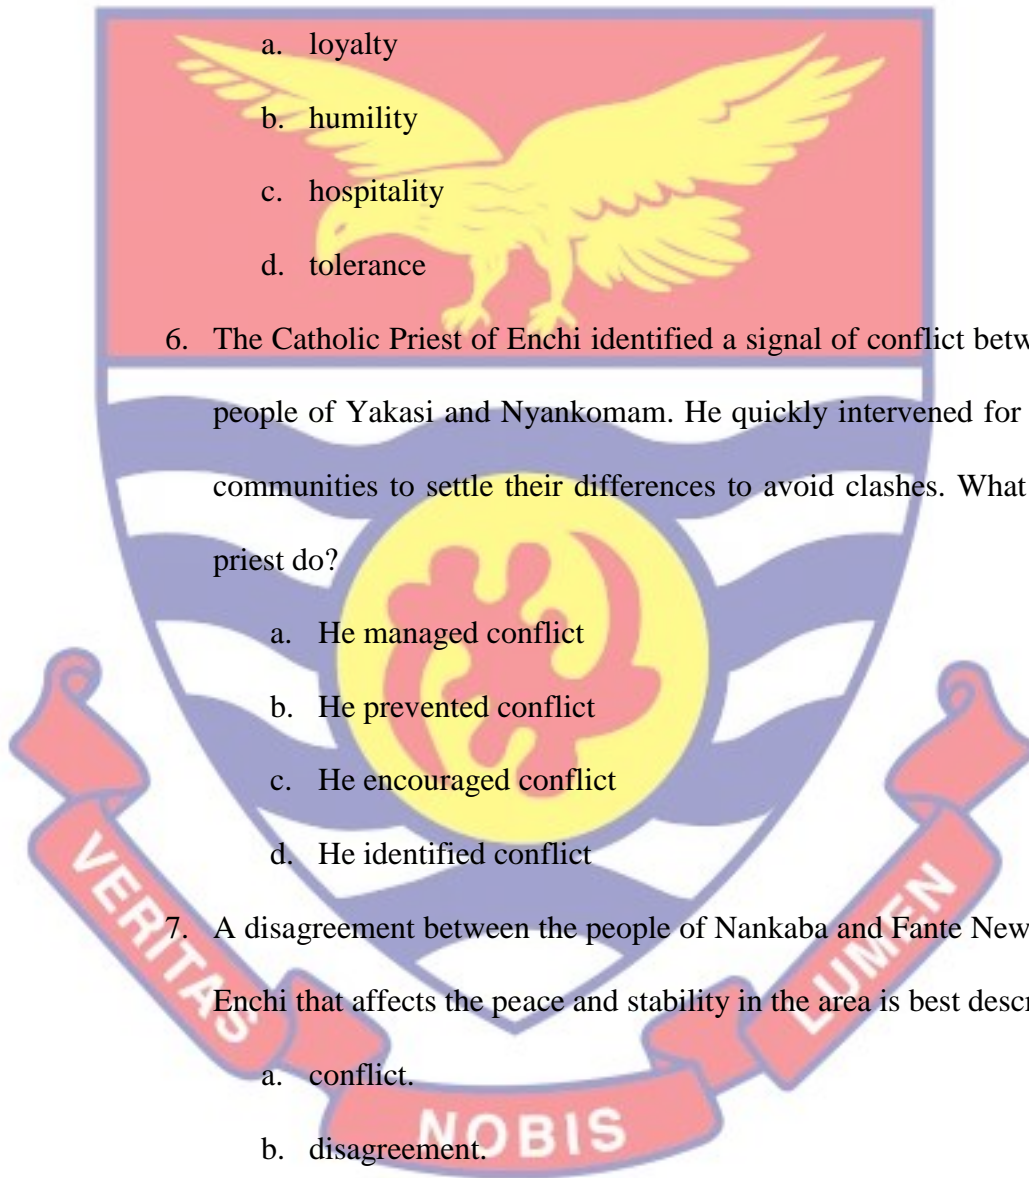 a. loyalty
b. humility
c. hospitality
d. tolerance
6. The Catholic Priest of Enchi identified a signal of conflict betw
people of Yakasi and Nyankomam. He quickly intervened for
communities to settle their differences to avoid clashes. What
priest do?
a. He managed conflict
b. He prevented conflict
c. He encouraged conflict
d. He identified conflict
7. A disagreement between the people of Nankaba and Fante New
Enchi that affects the peace and stability in the area is best descr
a. conflict.
b. disagreement.
VERITAS
NOBIS
LUMEN